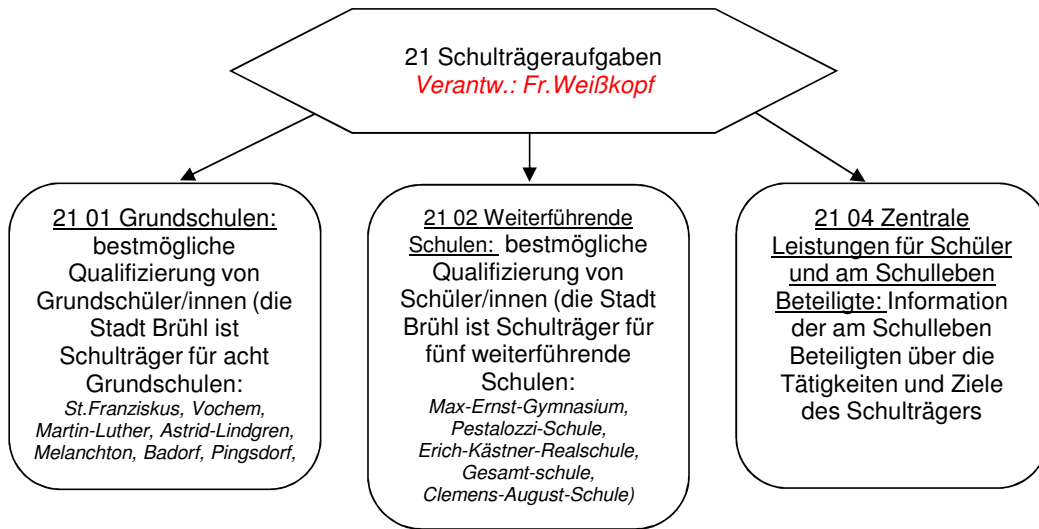 21 Schulträgeraufgaben
Verantw.: Fr.Weißkopf
21 01 Grundschulen:
bestmögliche
Qualifizierung von
Grundschüler/innen (die
Stadt Brühl ist
Schulträger für acht
Grundschulen:
St.Franziskus, Vochem,
Martin-Luther, Astrid-Lindgren,
Melanchton, Badorf, Pingsdorf,
21 02 Weiterführende
Schulen: bestmögliche
Qualifizierung von
Schüler/innen (die Stadt
Brühl ist Schulträger für
fünf weiterführende
Schulen:
Max-Ernst-Gymnasium,
Pestalozzi-Schule,
Erich-Kästner-Realschule,
Gesamt-schule,
Clemens-August-Schule)
21 04 Zentrale
Leistungen für Schüler
und am Schulleben
Beteiligte: Information
der am Schulleben
Beteiligten über die
Tätigkeiten und Ziele
des Schulträgers